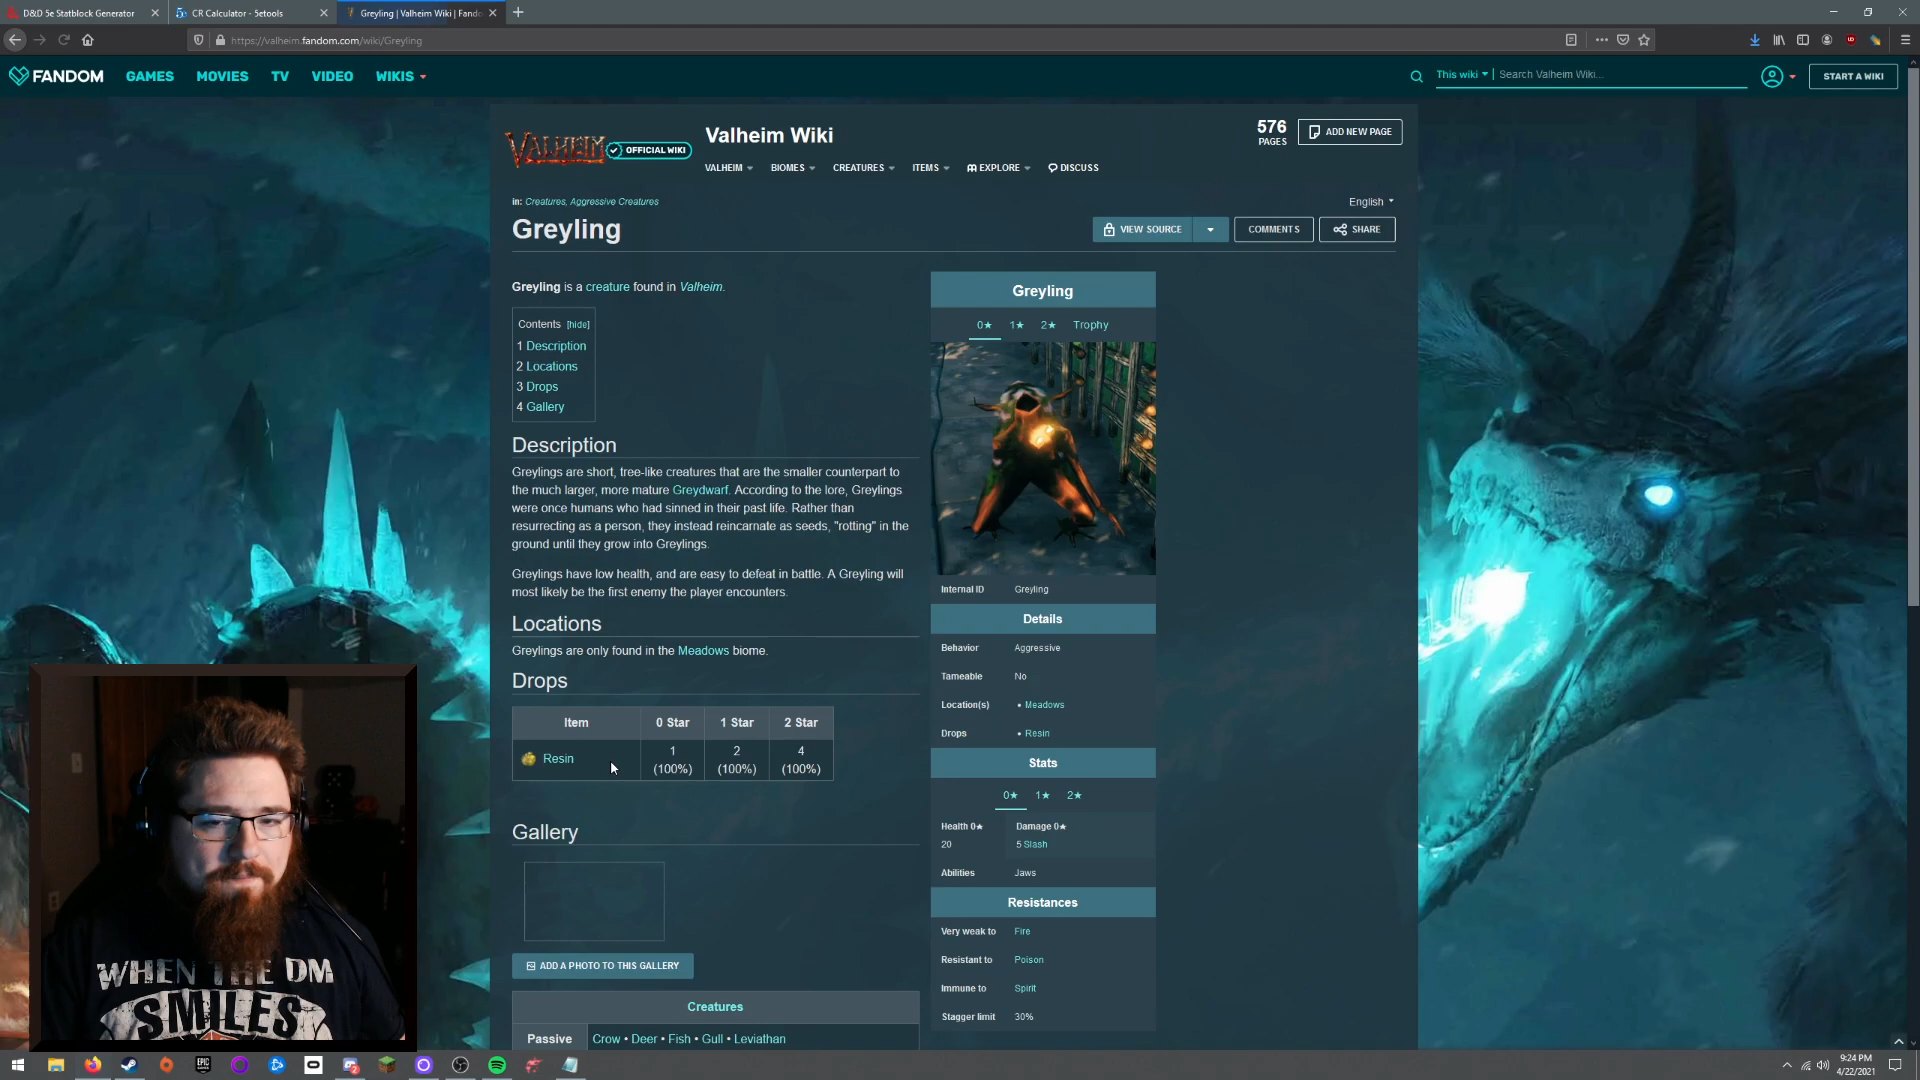 D&D 5e Statblock Generator
CR Calculator - 5etools
Greyling | Valheim Wiki | Fando
https://valheim.fandom.com/wiki/Greyling
FANDOM
GAMES
MOVIES
TV
VIDEO
WIKIS
This wiki
Search Valheim Wiki...
START A WIKI
VALHEIM
OFFICIAL WIKI
Valheim Wiki
576
PAGES
ADD NEW PAGE
VALHEIM
BIOMES
CREATURES
ITEMS
EXPLORE
DISCUSS
in: Creatures, Aggressive Creatures
English
Greyling
VIEW SOURCE
COMMENTS
SHARE
Greyling is a creature found in Valheim.
Contents [hide]
1 Description
2 Locations
3 Drops
4 Gallery
Description
Greylings are short, tree-like creatures that are the smaller counterpart to
the much larger, more mature Greydwarf. According to the lore, Greylings
were once humans who had sinned in their past life. Rather than
resurrecting as a person, they instead reincarnate as seeds, "rotting" in the
ground until they grow into Greylings.
Greylings have low health, and are easy to defeat in battle. A Greyling will
most likely be the first enemy the player encounters.
Locations
Greylings are only found in the Meadows biome.
Drops
Item 0 Star 1 Star 2 Star
Resin 1 (100%) 2 (100%) 4 (100%)
Gallery
ADD A PHOTO TO THIS GALLERY
Creatures
Passive Crow • Deer • Fish • Gull • Leviathan
Greyling
0★ 1★ 2★ Trophy
Internal ID Greyling
Details
Behavior Aggressive
Tameable No
Location(s) • Meadows
Drops • Resin
Stats
0★ 1★ 2★
Health 0★ Damage 0★
20 5 Slash
Abilities Jaws
Resistances
Very weak to Fire
Resistant to Poison
Immune to Spirit
Stagger limit 30%
WHEN THE DM
SMILES
EPIC
9:24 PM
4/22/2021